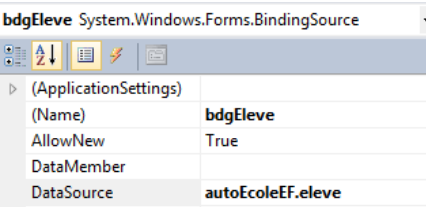 bdgEleve System.Windows.Forms.BindingSource
(ApplicationSettings)
(Name) bdgEleve
AllowNew True
DataMember
DataSource autoEcoleEF.eleve